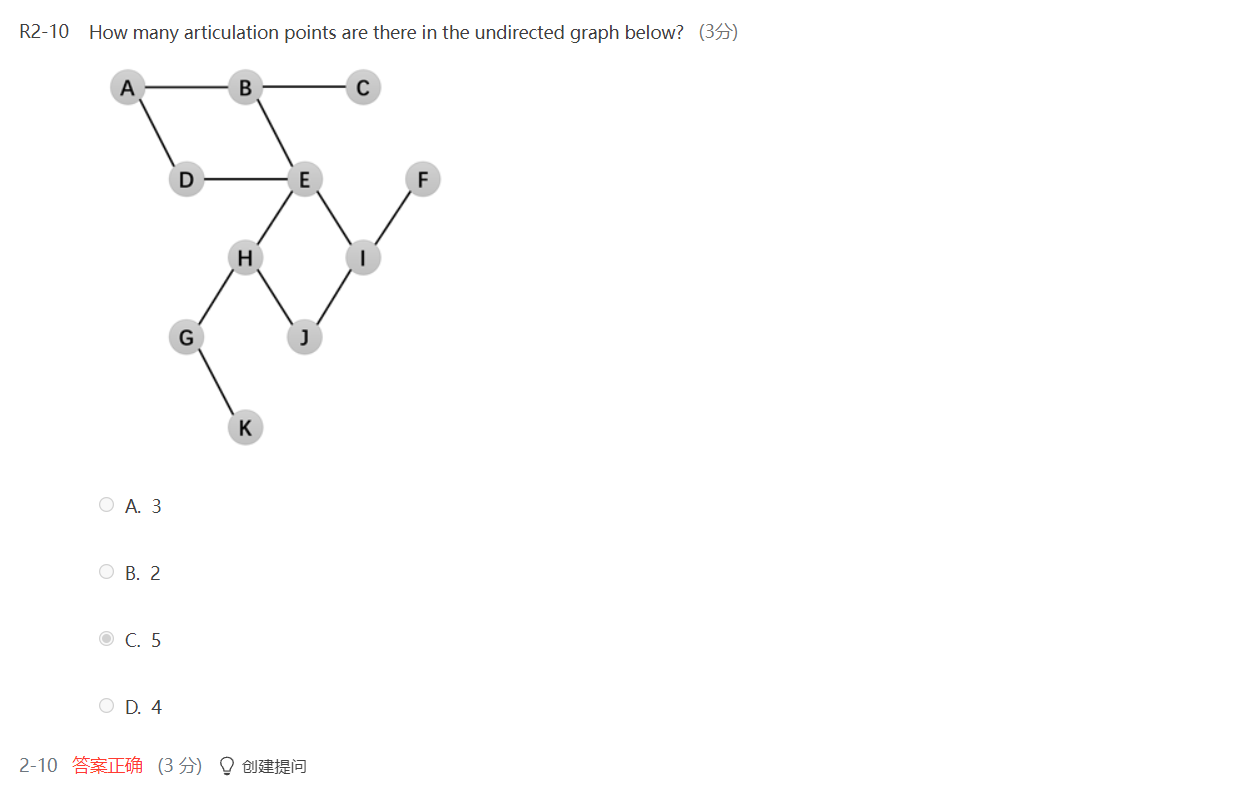 R2-10 How many articulation points are there in the undirected graph below? (3分)
A B C
D E F
H I
G J
K
A. 3
B. 2
C. 5
D. 4
2-10 答案正确 (3 分) 创建提问